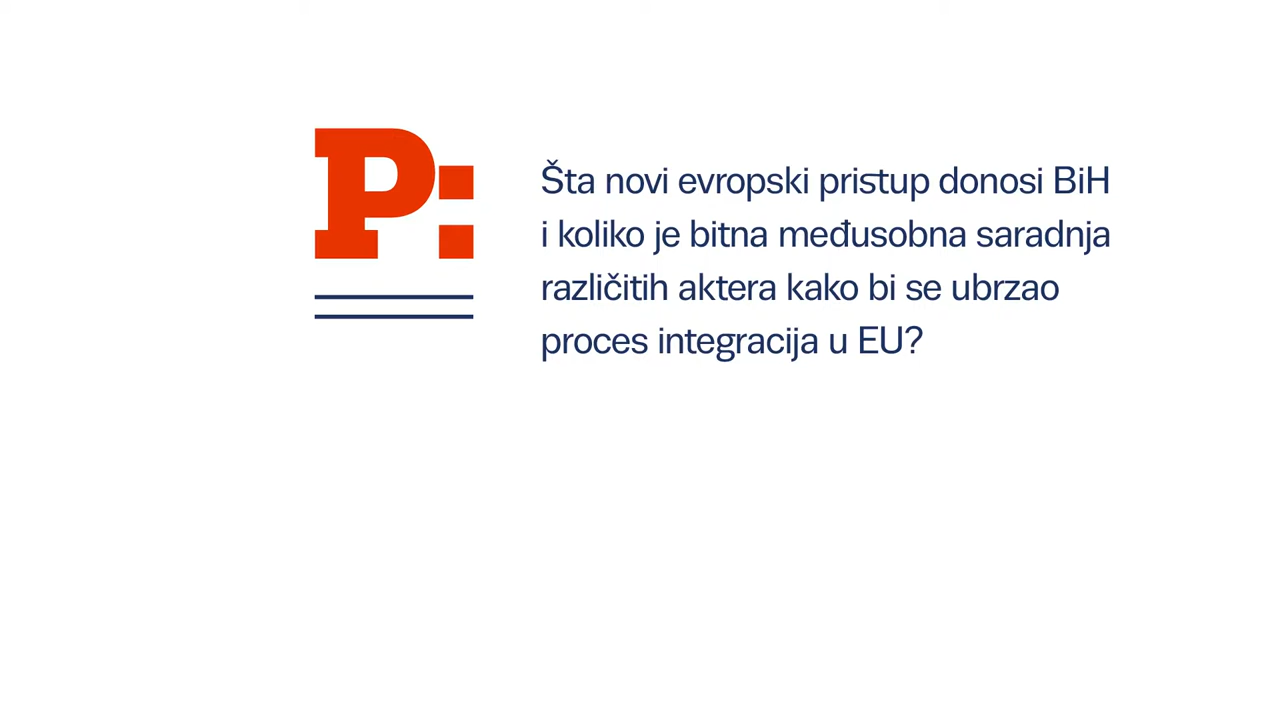 P:
Šta novi evropski pristup donosi BiH
i koliko je bitna međusobna saradnja
različitih aktera kako bi se ubrzao
proces integracija u EU?